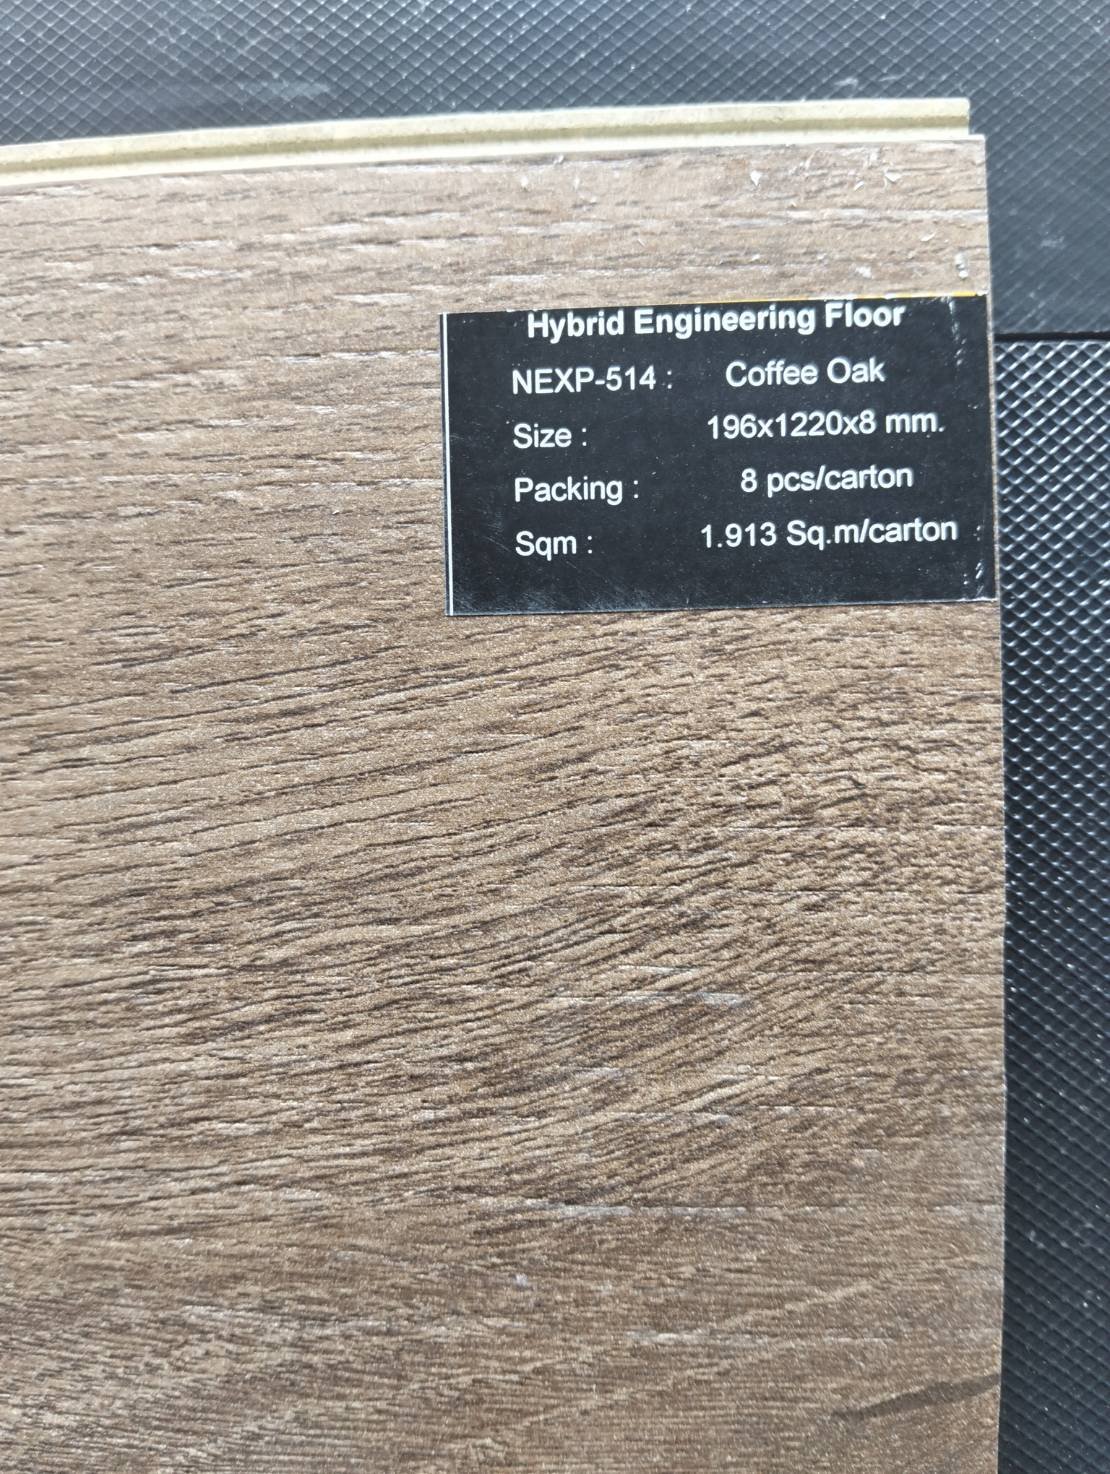 Hybrid Engineering Floor
NEXP-514 : Coffee Oak
Size : 196x1220x8 mm.
Packing : 8 pcs/carton
Sqm : 1.913 Sq.m/carton